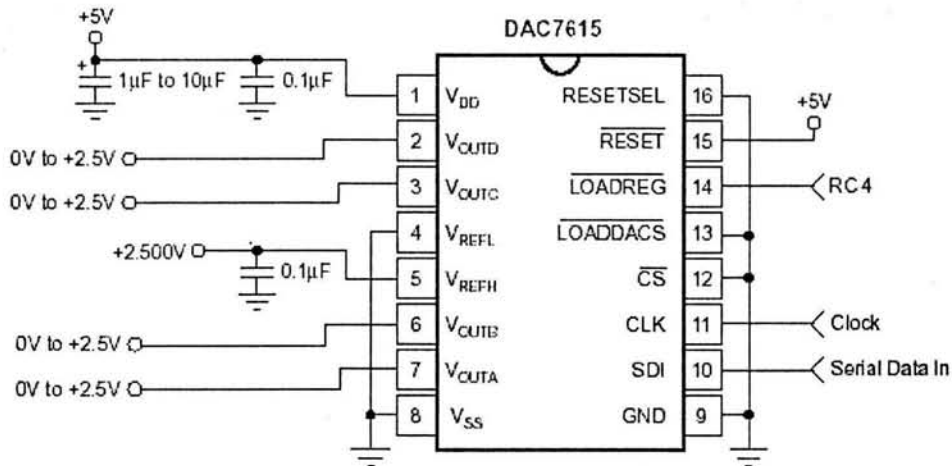 +5V
DAC7615
+
1µF to 10µF
0.1µF
1
V_DD
RESETSEL
16
+5V
0V to +2.5V
2
V_OUTD
RESET
15
0V to +2.5V
3
V_OUTC
LOADREG
14
RC4
4
V_REFL
LOADDACS
13
+2.500V
0.1µF
5
V_REFH
CS
12
0V to +2.5V
6
V_OUTB
CLK
11
Clock
0V to +2.5V
7
V_OUTA
SDI
10
Serial Data In
8
V_SS
GND
9